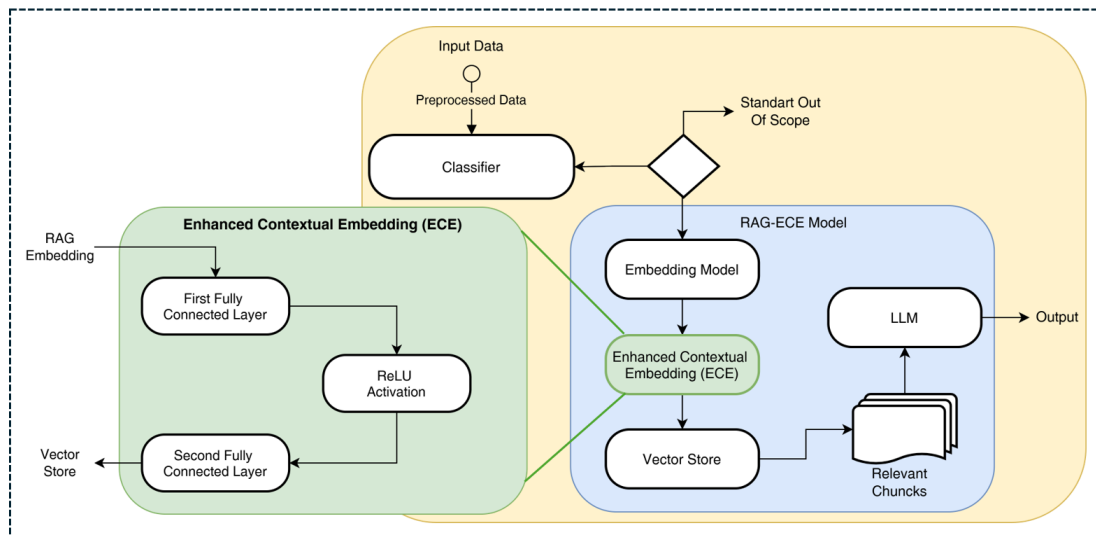 Input Data
Preprocessed Data
Standart Out
Of Scope
Classifier
Enhanced Contextual Embedding (ECE)
RAG
Embedding
First Fully
Connected Layer
ReLU
Activation
Second Fully
Connected Layer
Vector
Store
RAG-ECE Model
Embedding Model
Enhanced Contextual
Embedding (ECE)
Vector Store
LLM
Output
Relevant
Chuncks